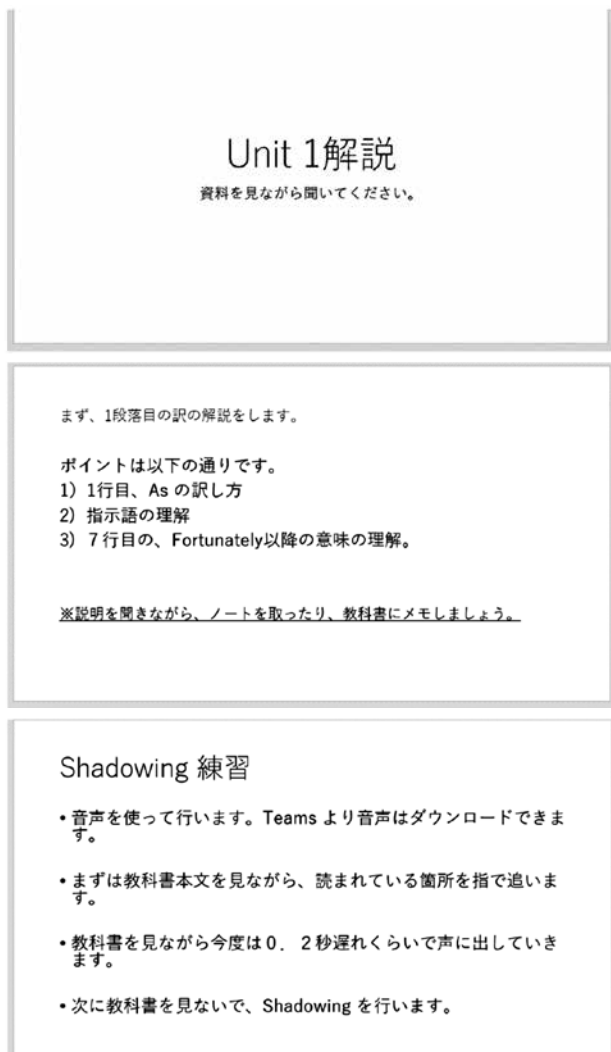 Unit 1解説
資料を見ながら聞いてください。
まず、1段落目の訳の解説をします。
ポイントは以下の通りです。
1）1行目、As の訳し方
2）指示語の理解
3）７行目の、Fortunately以降の意味の理解。
※説明を聞きながら、ノートを取ったり、教科書にメモしましょう。
Shadowing 練習
• 音声を使って行います。Teams より音声はダウンロードできま
す。
• まずは教科書本文を見ながら、読まれている箇所を指で追いま
す。
• 教科書を見ながら今度は０．２秒遅れくらいで声に出していき
ます。
• 次に教科書を見ないで、Shadowing を行います。